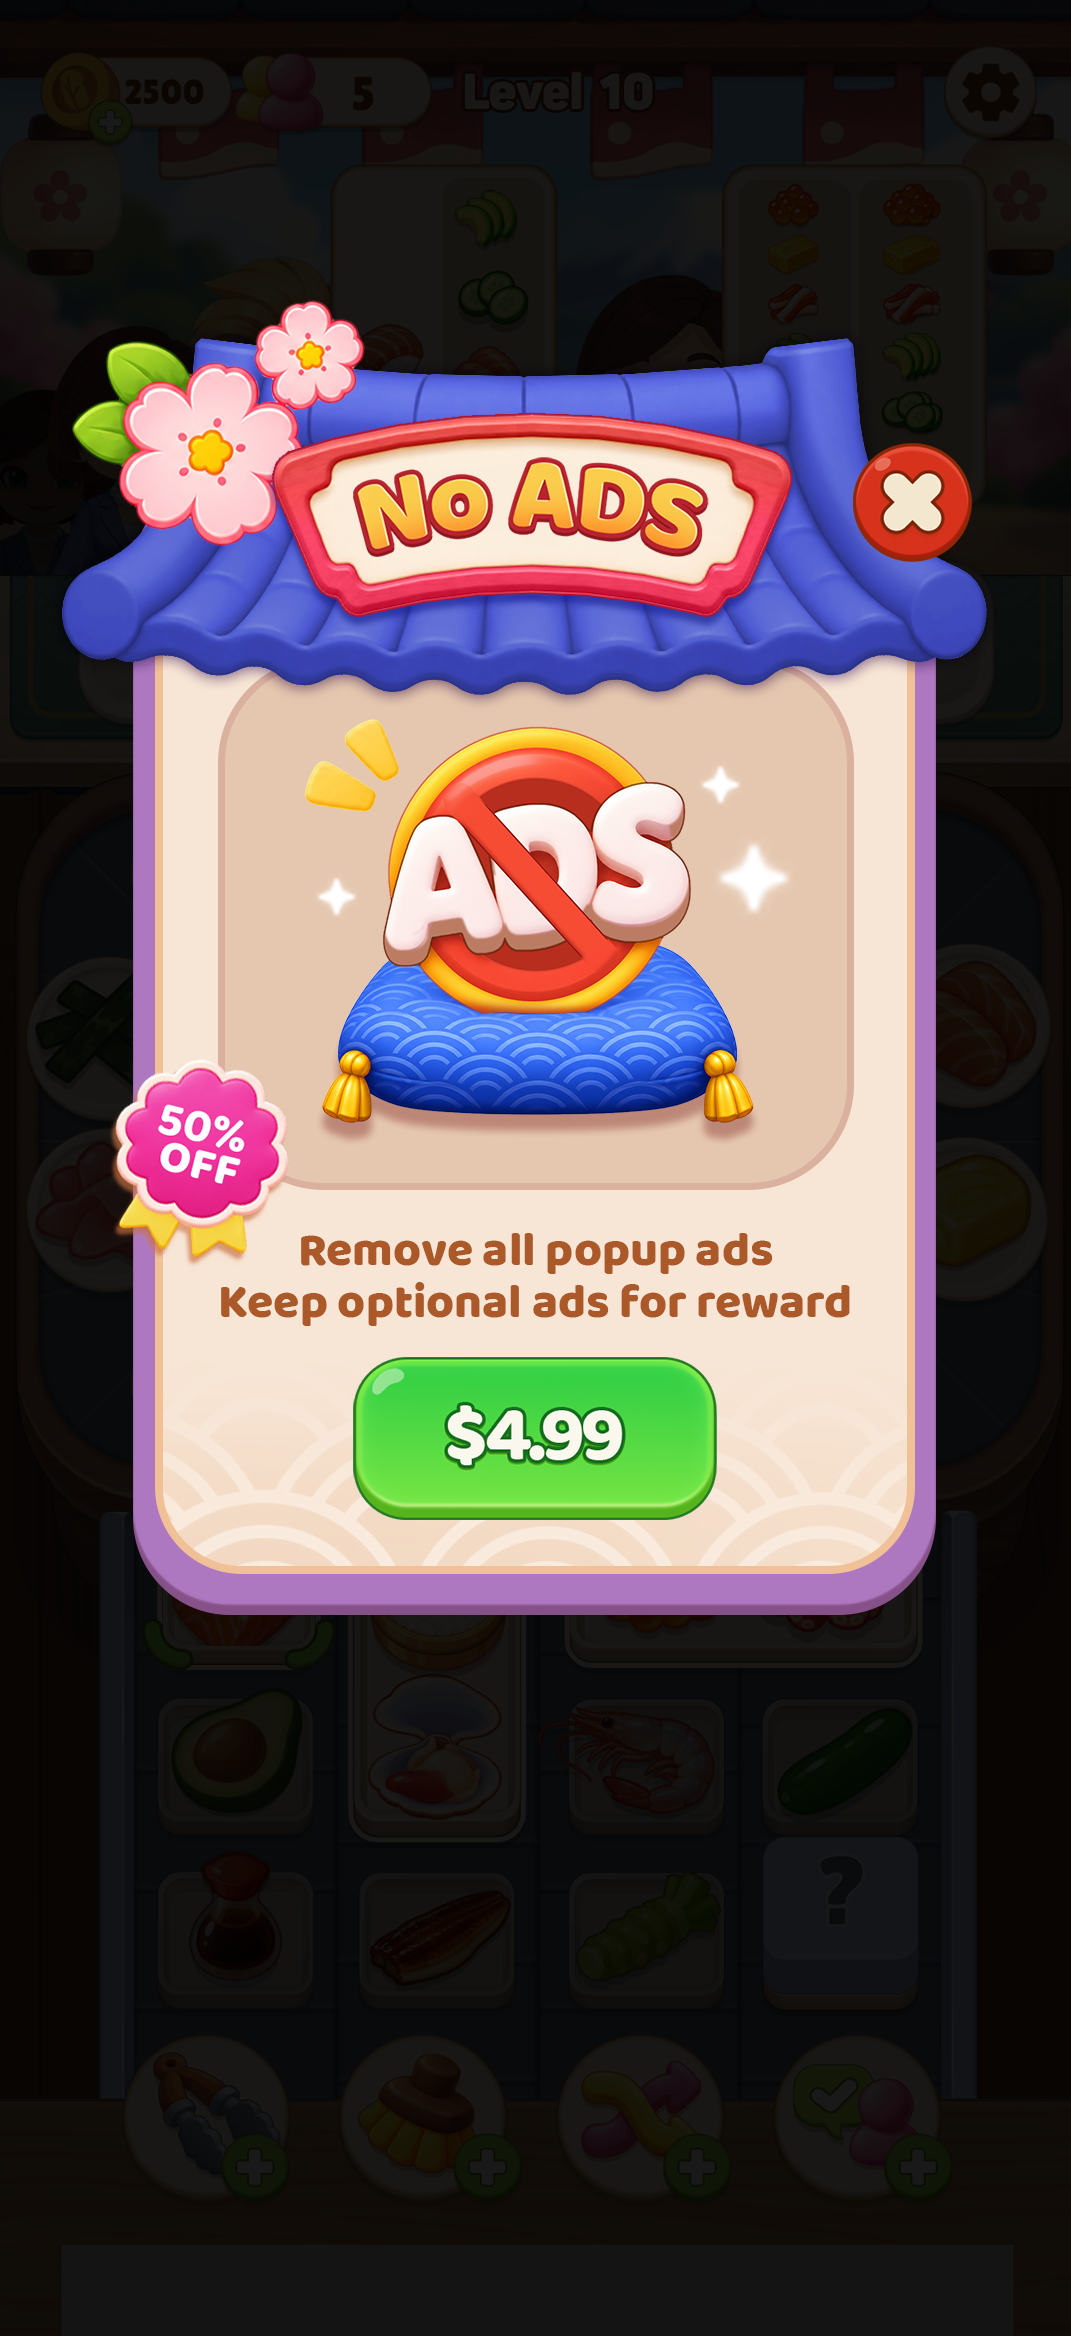 2500
5
Level 10
No ADS
ADS
50%
OFF
Remove all popup ads
Keep optional ads for reward
$4.99
?